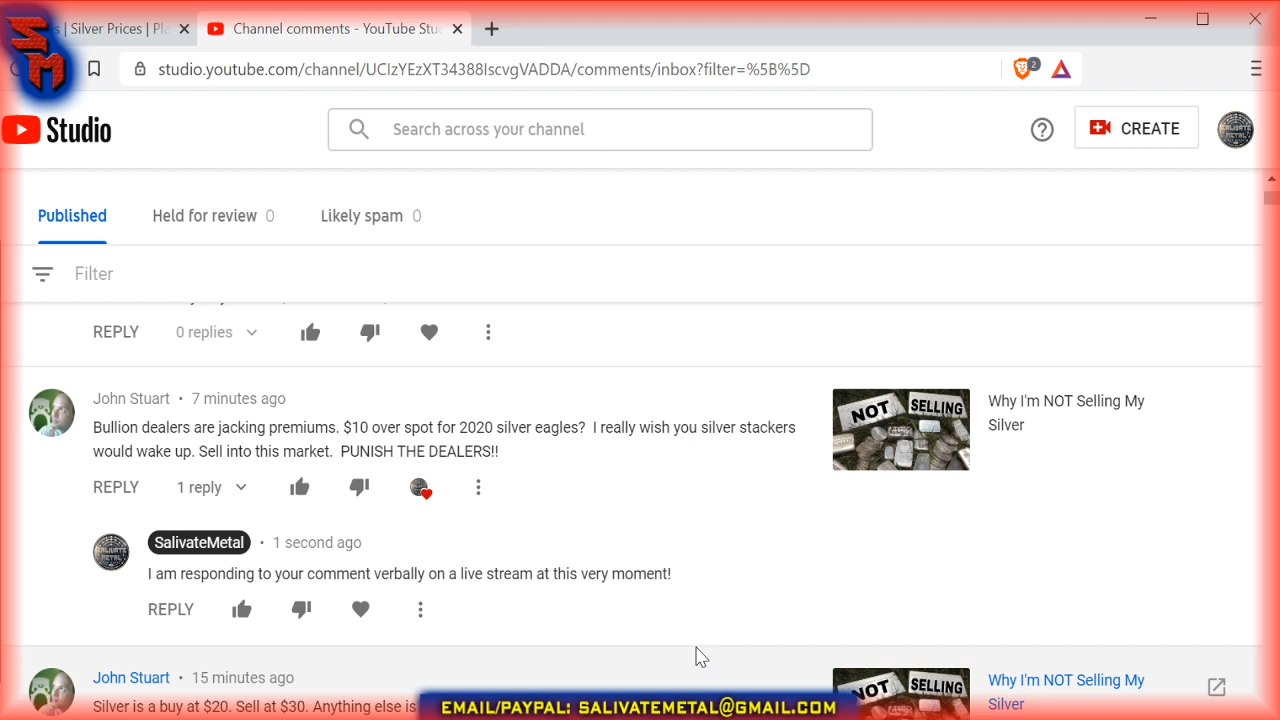 SM
s | Silver Prices | Pla
Channel comments - YouTube Stu
studio.youtube.com/channel/UCIzYEzXT34388IscvgVADDA/comments/inbox?filter=%5B%5D
2
Studio
Search across your channel
CREATE
Published
Held for review 0
Likely spam 0
Filter
REPLY
0 replies
John Stuart • 7 minutes ago
Bullion dealers are jacking premiums. $10 over spot for 2020 silver eagles? I really wish you silver stackers
would wake up. Sell into this market. PUNISH THE DEALERS!!
NOT SELLING
Why I'm NOT Selling My
Silver
REPLY
1 reply
SalivateMetal • 1 second ago
I am responding to your comment verbally on a live stream at this very moment!
REPLY
John Stuart • 15 minutes ago
Silver is a buy at $20. Sell at $30. Anything else is
NOT SELLING
Why I'm NOT Selling My
Silver
EMAIL/PAYPAL: SALIVATEMETAL@GMAIL.COM